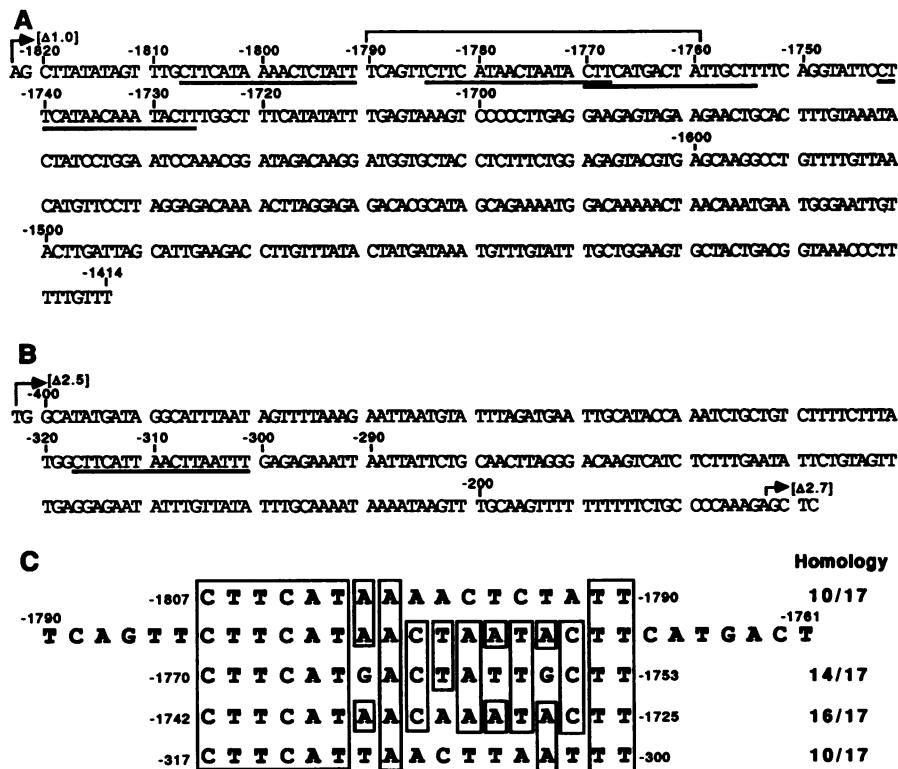 A
[Δ1.0]
-1820 -1810 -1800 -1790 -1780 -1770 -1760 -1750
AG CTTATATAGT TTGCTTCATA AAACTCTATT TCAGTTCTTC ATAACTAATA CTTCATGACT ATTGCTTTTC AGGTATTCCT
-1740 -1730 -1720 -1700
TCATAACAAA TACTTTGGCT TTCATATATT TGAGTAAAGT CCCCCTTGAG GAAGAGTAGA AGAACTGCAC TTTGTAAATA
-1600
CTATCCTGGA ATCCAAACGG ATAGACAAGG ATGGTGCTAC CTCTTTCTGG AGAGTACGTG AGCAAGGCCT GTTTTGTTAA
CATGTTCCTT AGGAGACAAA ACTTAGGAGA GACACGCATA GCAGAAAATG GACAAAAACT AACAAATGAA TGGGAATTGT
-1500
ACTTGATTAG CATTGAAGAC CTTGTTTATA CTATGATAAA TGTTTGTATT TGCTGGAAGT GCTACTGACG GTAAACCCTT
-1414
TTTGTTT
B
[Δ2.5]
-400
TG GCATATGATA GGCATTTAAT AGTTTTAAAG AATTAATGTA TTTAGATGAA TTGCATACCA AATCTGCTGT CTTTTCTTTA
-320 -310 -300 -290
TGGCTTCATT AACTTAATTT GAGAGAAATT AATTATTCTG CAACTTAGGG ACAAGTCATC TCTTTGAATA TTCTGTAGTT
-200 [Δ2.7]
TGAGGAGAAT ATTTGTTATA TTTGCAAAAT AAAATAAGTT TGCAAGTTTT TTTTTTCTGC CCCAAAGAGC TC
C Homology
-1807 C T T C A T A A A A C T C T A T T -1790 10/17
-1790 -1761
T C A G T T C T T C A T A A C T A A T A C T T C A T G A C T
-1770 C T T C A T G A C T A T T G C T T -1753 14/17
-1742 C T T C A T A A C A A A T A C T T -1725 16/17
-317 C T T C A T T A A C T T A A T T T -300 10/17